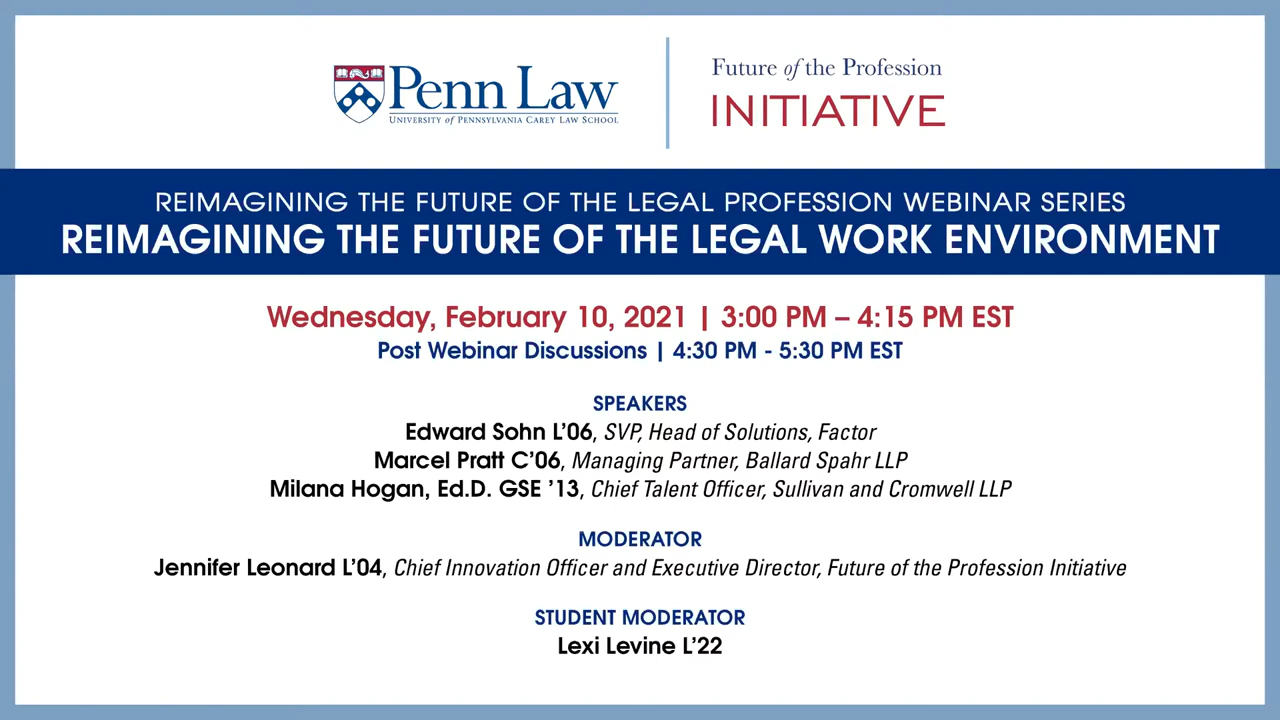 Penn Law
UNIVERSITY of PENNSYLVANIA CAREY LAW SCHOOL
Future of the Profession
INITIATIVE
REIMAGINING THE FUTURE OF THE LEGAL PROFESSION WEBINAR SERIES
REIMAGINING THE FUTURE OF THE LEGAL WORK ENVIRONMENT
Wednesday, February 10, 2021 | 3:00 PM – 4:15 PM EST
Post Webinar Discussions | 4:30 PM - 5:30 PM EST
SPEAKERS
Edward Sohn L’06, SVP, Head of Solutions, Factor
Marcel Pratt C’06, Managing Partner, Ballard Spahr LLP
Milana Hogan, Ed.D. GSE ’13, Chief Talent Officer, Sullivan and Cromwell LLP
MODERATOR
Jennifer Leonard L’04, Chief Innovation Officer and Executive Director, Future of the Profession Initiative
STUDENT MODERATOR
Lexi Levine L’22